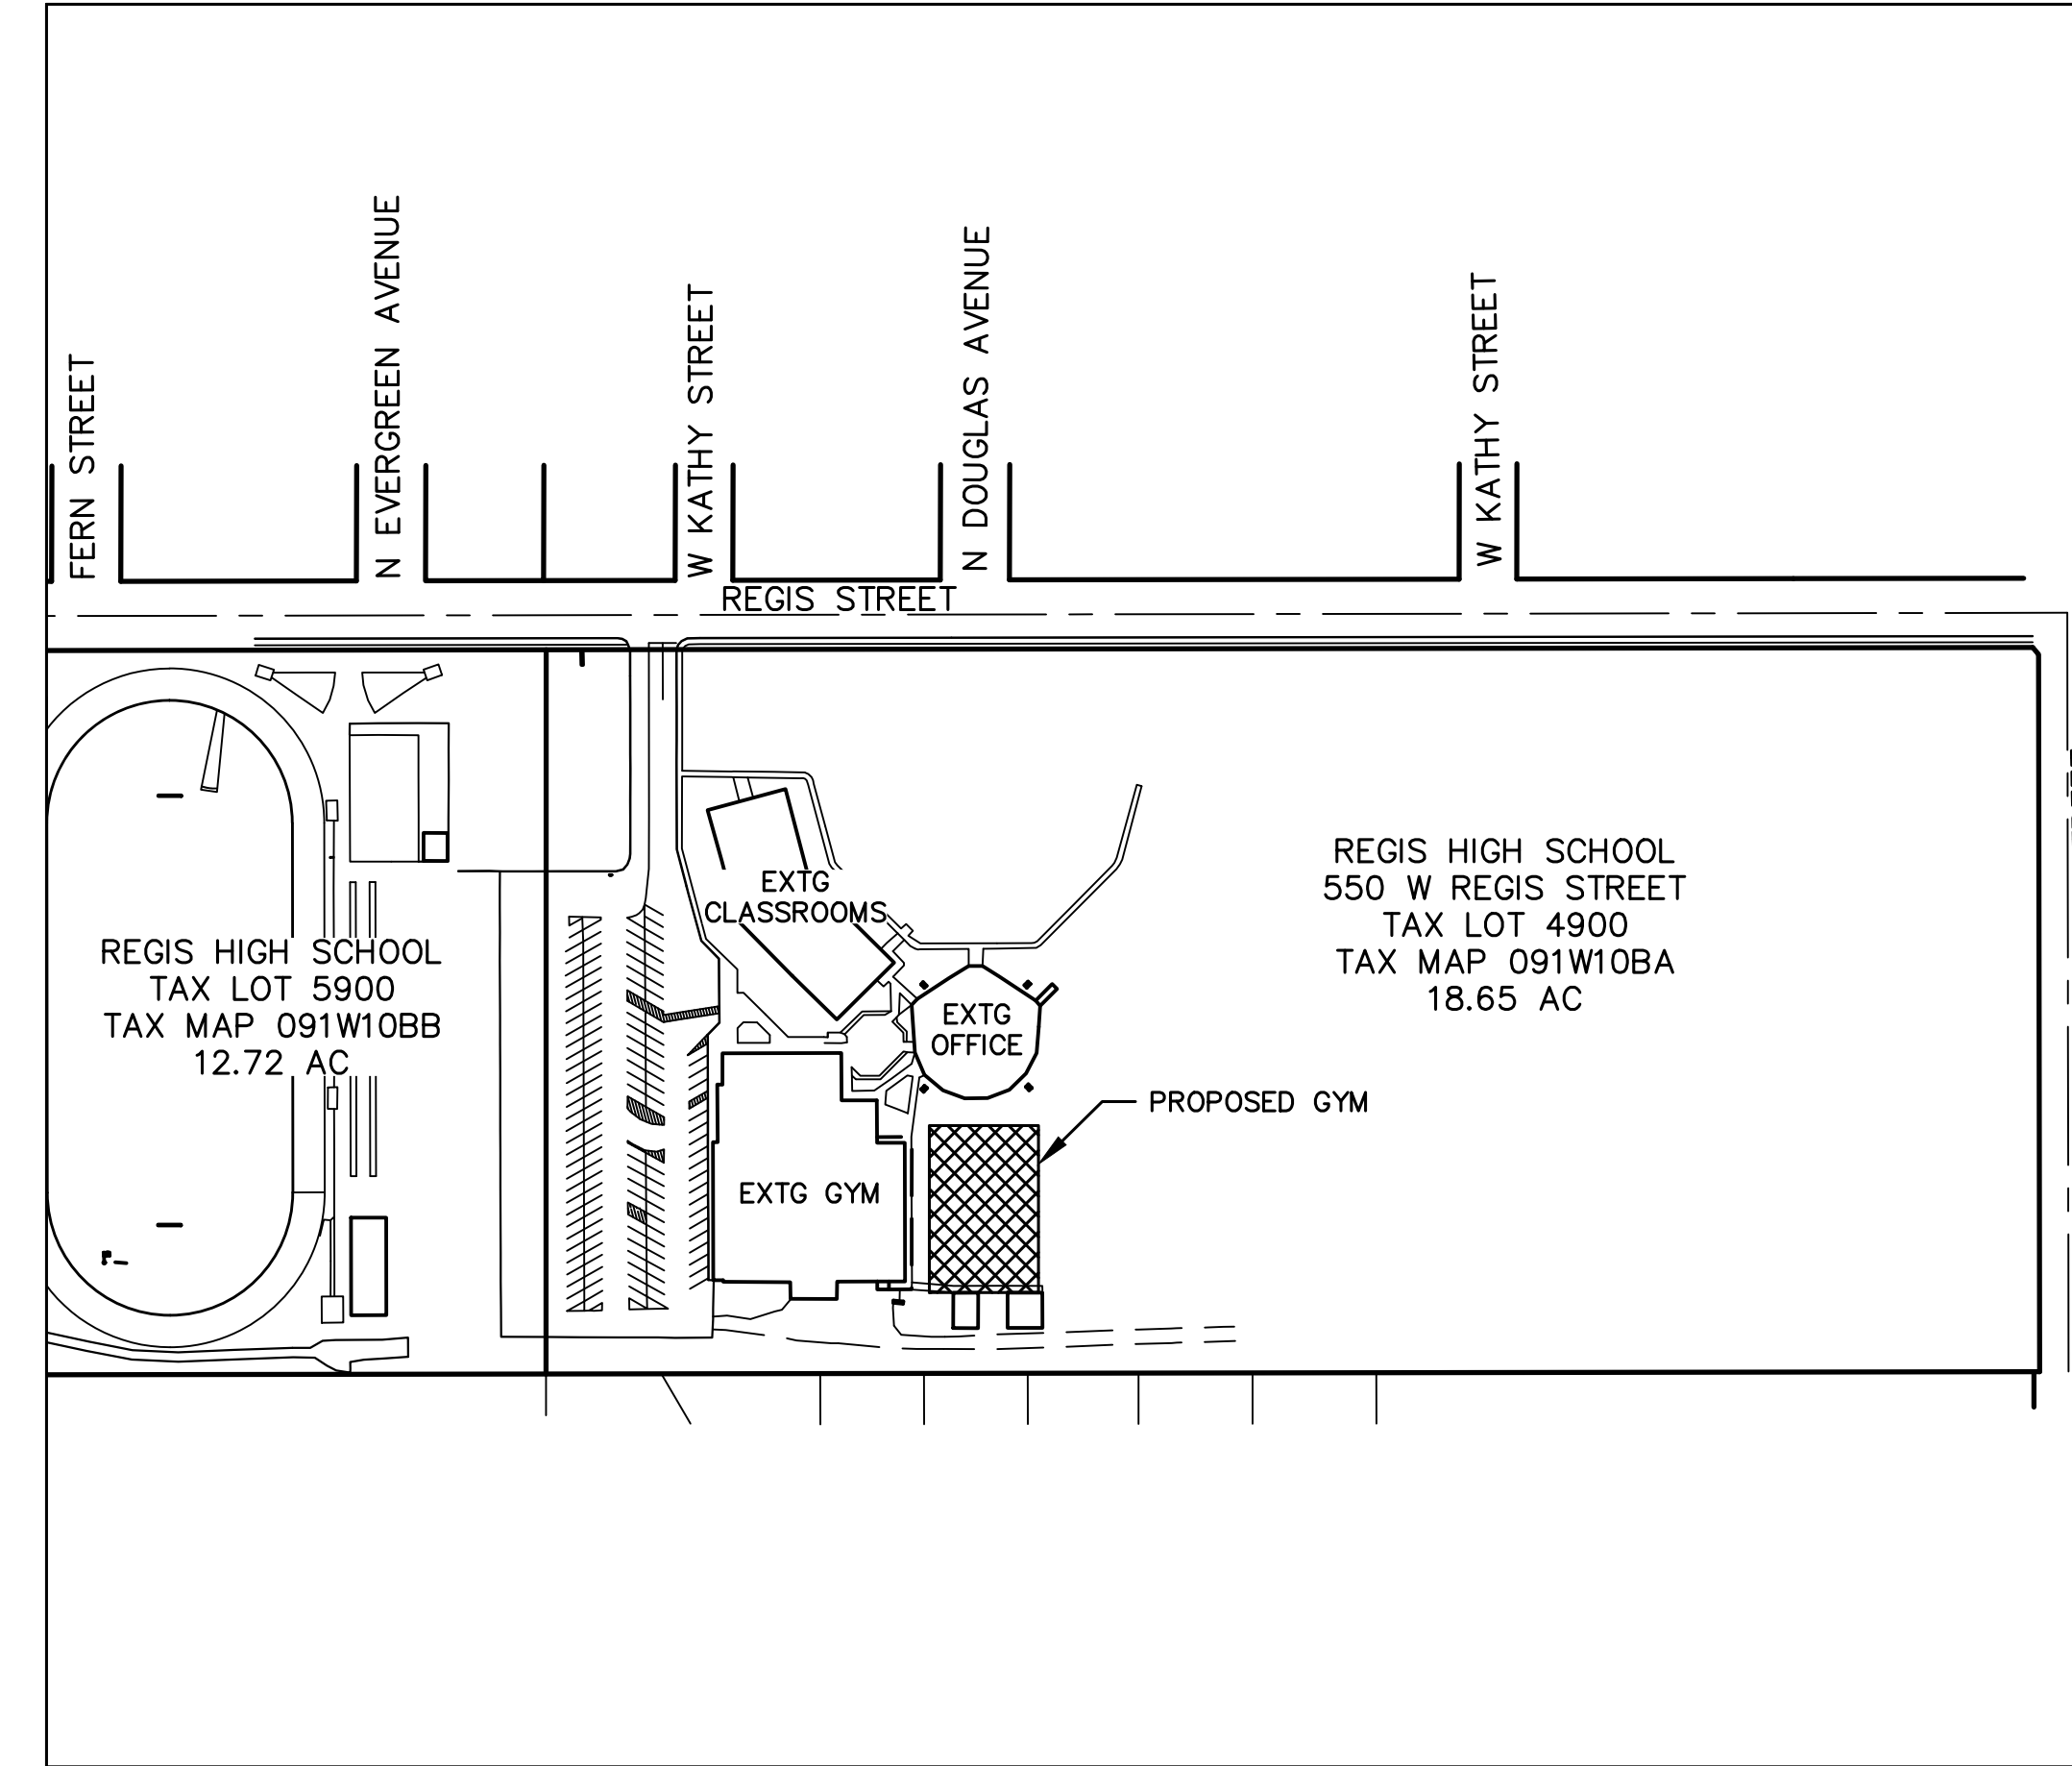 FERN STREET
N EVERGREEN AVENUE
W KATHY STREET
N DOUGLAS AVENUE
W KATHY STREET
REGIS STREET
REGIS HIGH SCHOOL
TAX LOT 5900
TAX MAP 091W10BB
12.72 AC
EXTG
CLASSROOMS
EXTG
OFFICE
EXTG GYM
PROPOSED GYM
REGIS HIGH SCHOOL
550 W REGIS STREET
TAX LOT 4900
TAX MAP 091W10BA
18.65 AC